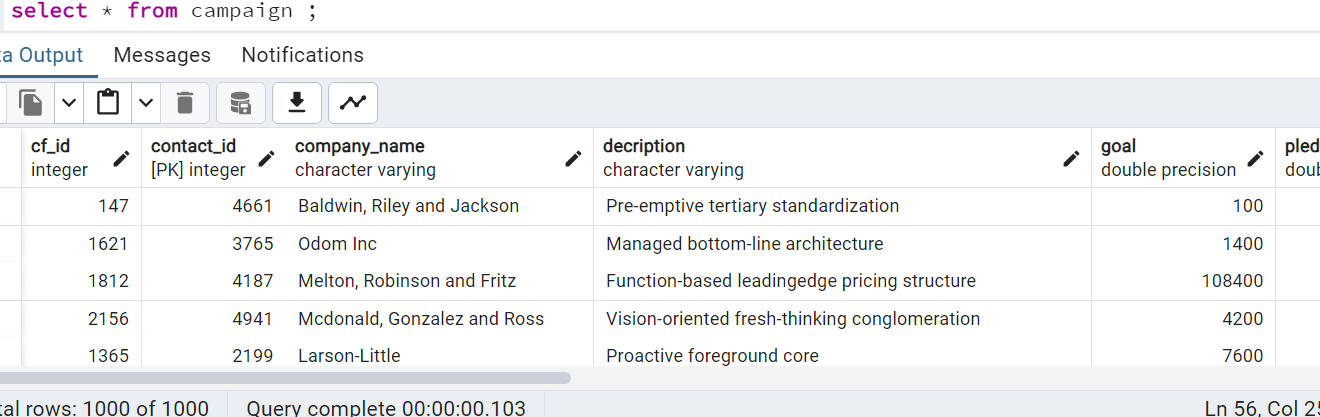 select * from campaign ;
a Output Messages Notifications
cf_id contact_id company_name decription goal pled
integer [PK] integer character varying character varying double precision doub
147 4661 Baldwin, Riley and Jackson Pre-emptive tertiary standardization 100
1621 3765 Odom Inc Managed bottom-line architecture 1400
1812 4187 Melton, Robinson and Fritz Function-based leadingedge pricing structure 108400
2156 4941 Mcdonald, Gonzalez and Ross Vision-oriented fresh-thinking conglomeration 4200
1365 2199 Larson-Little Proactive foreground core 7600
tal rows: 1000 of 1000 Query complete 00:00:00.103 Ln 56, Col 25